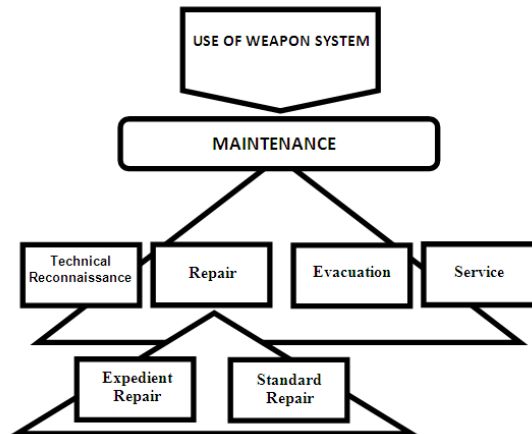 USE OF WEAPON SYSTEM
MAINTENANCE
Technical
Reconnaissance
Repair
Evacuation
Service
Expedient
Repair
Standard
Repair